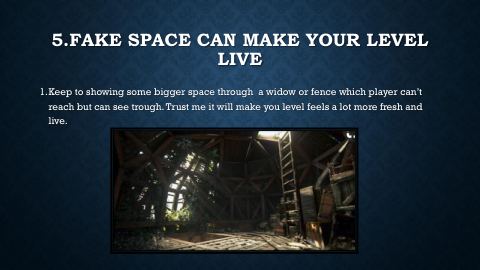 5.FAKE SPACE CAN MAKE YOUR LEVEL
LIVE
1.Keep to showing some bigger space through a widow or fence which player can't
reach but can see trough. Trust me it will make you level feels a lot more fresh and
live.